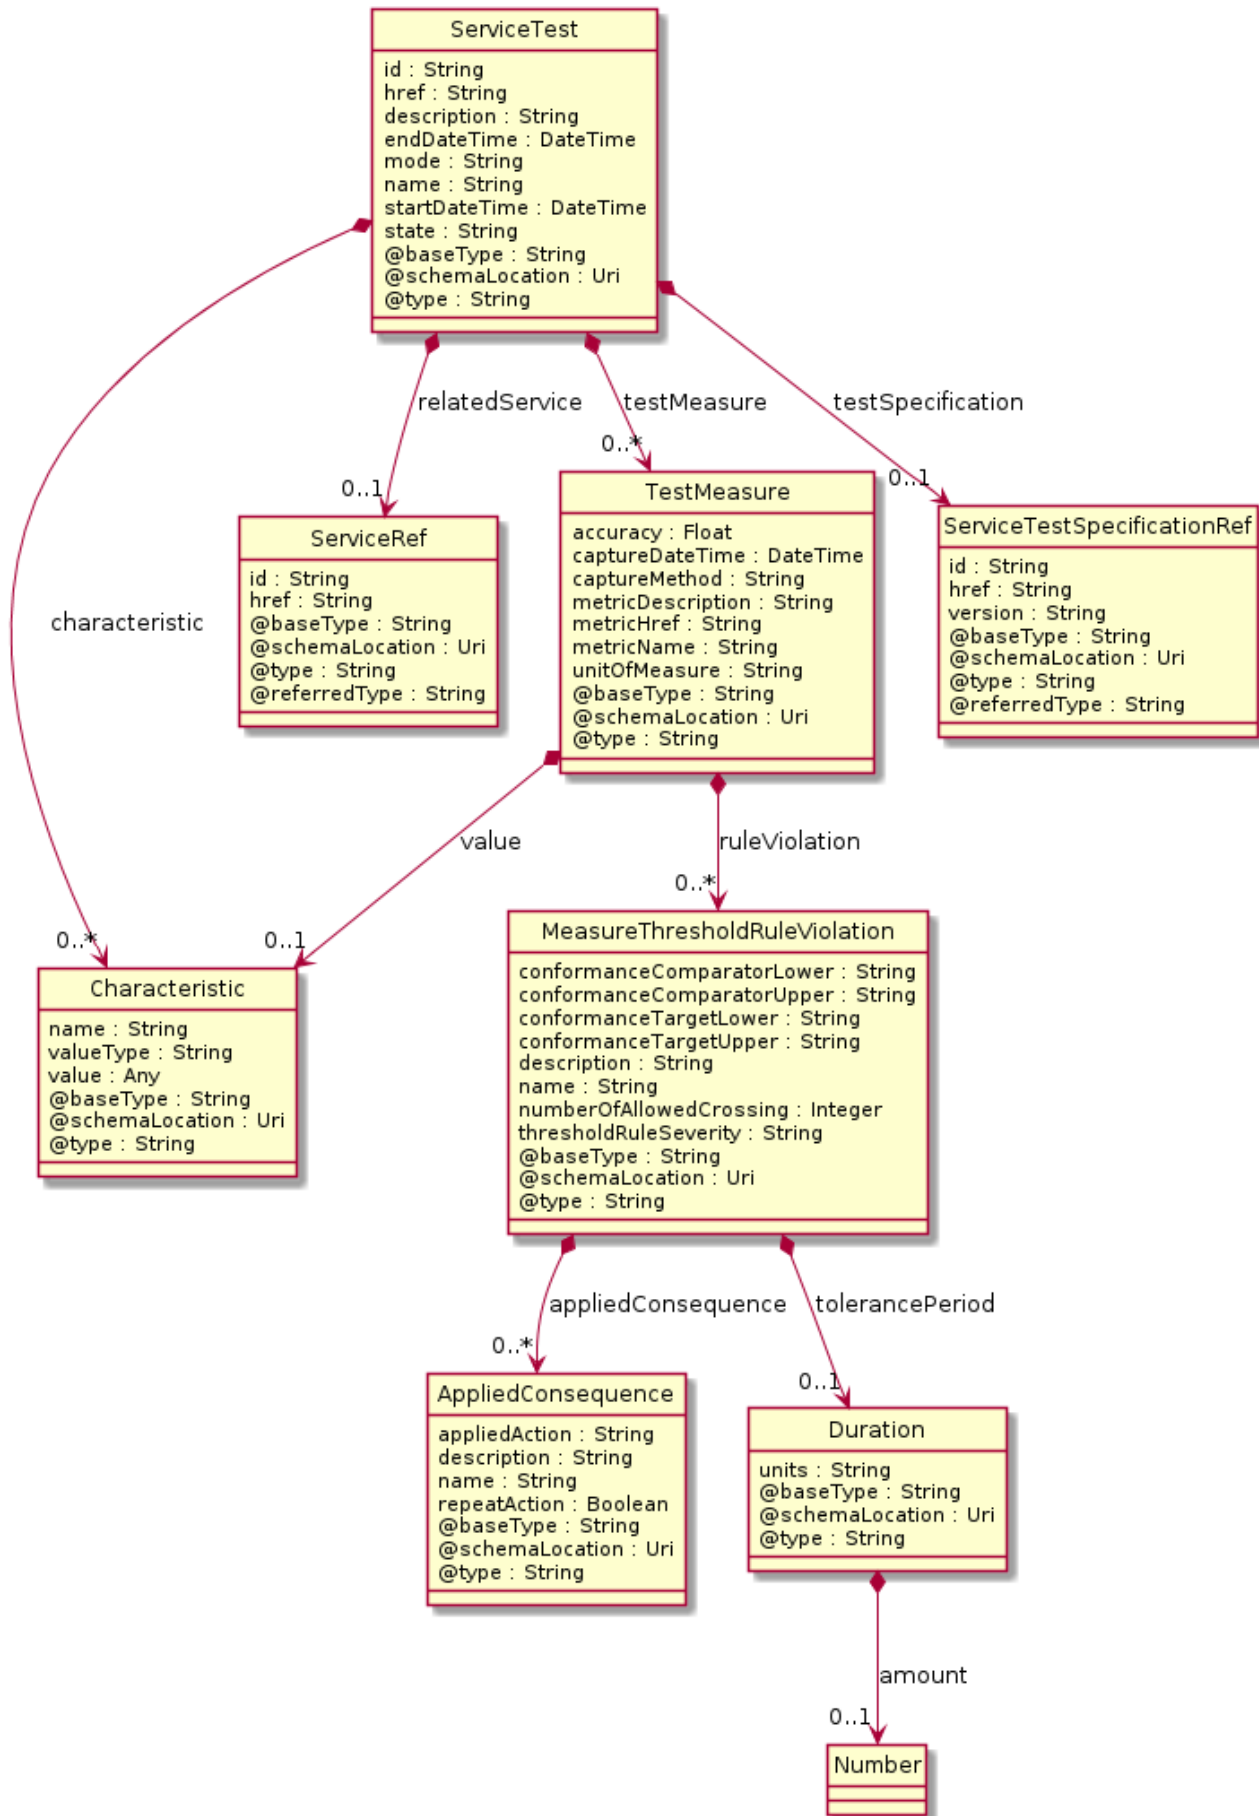 ServiceTest
id : String
href : String
description : String
endDateTime : DateTime
mode : String
name : String
startDateTime : DateTime
state : String
@baseType : String
@schemaLocation : Uri
@type : String
relatedService
testMeasure
testSpecification
0..1
0..*
0..1
ServiceRef
id : String
href : String
@baseType : String
@schemaLocation : Uri
@type : String
@referredType : String
TestMeasure
accuracy : Float
captureDateTime : DateTime
captureMethod : String
metricDescription : String
metricHref : String
metricName : String
unitOfMeasure : String
@baseType : String
@schemaLocation : Uri
@type : String
ServiceTestSpecificationRef
id : String
href : String
version : String
@baseType : String
@schemaLocation : Uri
@type : String
@referredType : String
characteristic
value
ruleViolation
0..*
0..1
0..*
Characteristic
name : String
valueType : String
value : Any
@baseType : String
@schemaLocation : Uri
@type : String
MeasureThresholdRuleViolation
conformanceComparatorLower : String
conformanceComparatorUpper : String
conformanceTargetLower : String
conformanceTargetUpper : String
description : String
name : String
numberOfAllowedCrossing : Integer
thresholdRuleSeverity : String
@baseType : String
@schemaLocation : Uri
@type : String
appliedConsequence
tolerancePeriod
0..*
0..1
AppliedConsequence
appliedAction : String
description : String
name : String
repeatAction : Boolean
@baseType : String
@schemaLocation : Uri
@type : String
Duration
units : String
@baseType : String
@schemaLocation : Uri
@type : String
amount
0..1
Number